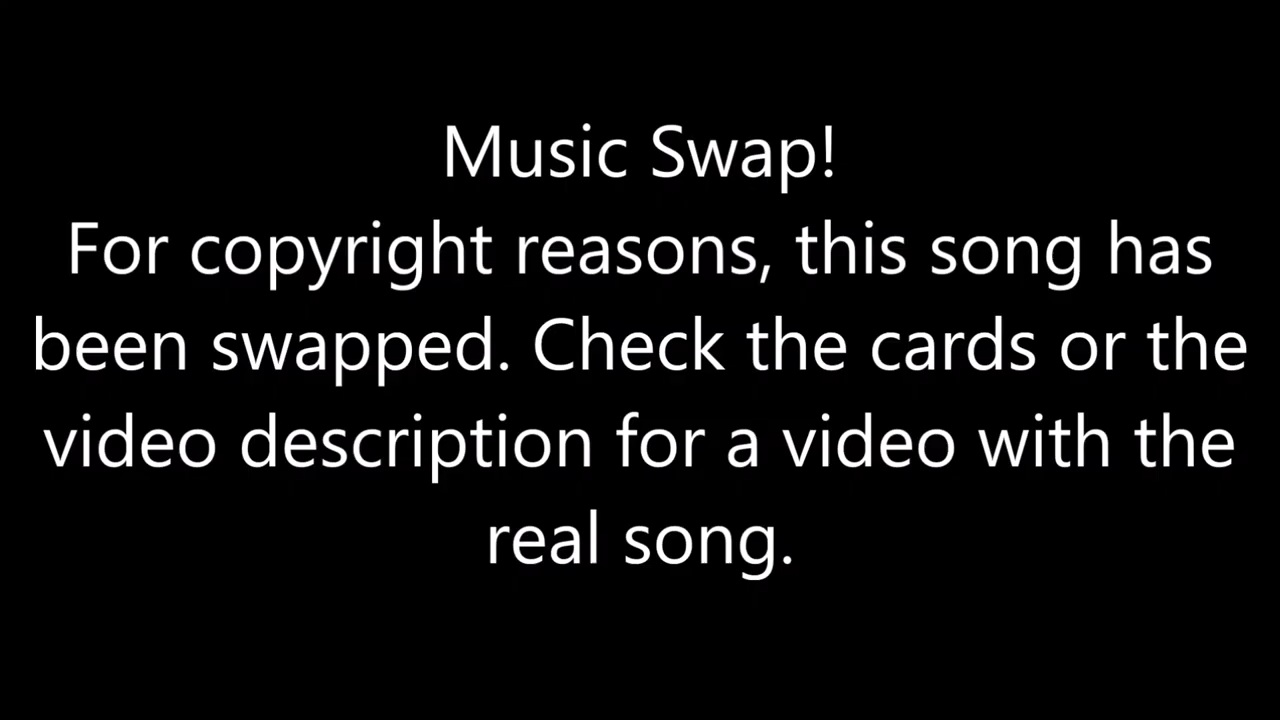 Music Swap!
For copyright reasons, this song has
been swapped. Check the cards or the
video description for a video with the
real song.